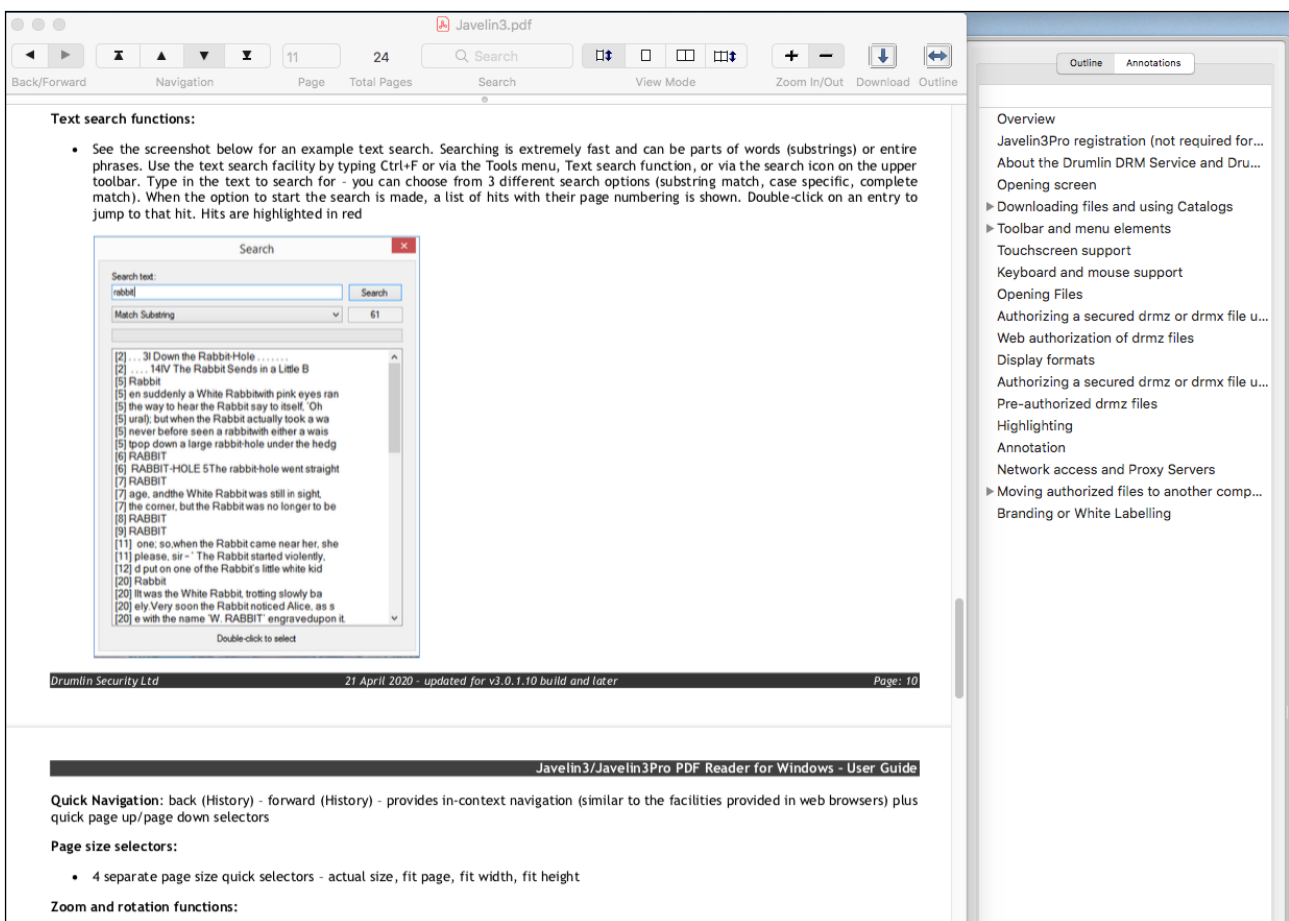 Javelin3.pdf
11
24
Search
Back/Forward
Navigation
Page
Total Pages
Search
View Mode
Zoom In/Out
Download
Outline
Text search functions:
• See the screenshot below for an example text search. Searching is extremely fast and can be parts of words (substrings) or entire
phrases. Use the text search facility by typing Ctrl+F or via the Tools menu, Text search function, or via the search icon on the upper
toolbar. Type in the text to search for - you can choose from 3 different search options (substring match, case specific, complete
match). When the option to start the search is made, a list of hits with their page numbering is shown. Double-click on an entry to
jump to that hit. Hits are highlighted in red
Search
Search text:
rabbit
Search
Match Substring
61
[2] . . . 3I Down the Rabbit-Hole . . . . . . .
[2] . . . . 14IV The Rabbit Sends in a Little B
[5] Rabbit
[5] en suddenly a White Rabbitwith pink eyes ran
[5] the way to hear the Rabbit say to itself, 'Oh
[5] ural); but when the Rabbit actually took a wa
[5] never before seen a rabbitwith either a wais
[5] tpop down a large rabbit-hole under the hedg
[6] RABBIT
[6] RABBIT-HOLE 5The rabbit-hole went straight
[7] RABBIT
[7] age, andthe White Rabbit was still in sight,
[7] the corner, but the Rabbit was no longer to be
[8] RABBIT
[9] RABBIT
[11] one; so,when the Rabbit came near her, she
[11] please, sir–' The Rabbit started violently,
[12] d put on one of the Rabbit's little white kid
[20] Rabbit
[20] IIt was the White Rabbit, trotting slowly ba
[20] ely.Very soon the Rabbit noticed Alice, as s
[20] e with the name 'W. RABBIT' engravedupon it.
Double-click to select
Drumlin Security Ltd 21 April 2020 - updated for v3.0.1.10 build and later Page: 10
Javelin3/Javelin3Pro PDF Reader for Windows - User Guide
Quick Navigation: back (History) - forward (History) - provides in-context navigation (similar to the facilities provided in web browsers) plus
quick page up/page down selectors
Page size selectors:
• 4 separate page size quick selectors - actual size, fit page, fit width, fit height
Zoom and rotation functions:
Outline
Annotations
Overview
Javelin3Pro registration (not required for...
About the Drumlin DRM Service and Dru...
Opening screen
Downloading files and using Catalogs
Toolbar and menu elements
Touchscreen support
Keyboard and mouse support
Opening Files
Authorizing a secured drmz or drmx file u...
Web authorization of drmz files
Display formats
Authorizing a secured drmz or drmx file u...
Pre-authorized drmz files
Highlighting
Annotation
Network access and Proxy Servers
Moving authorized files to another comp...
Branding or White Labelling